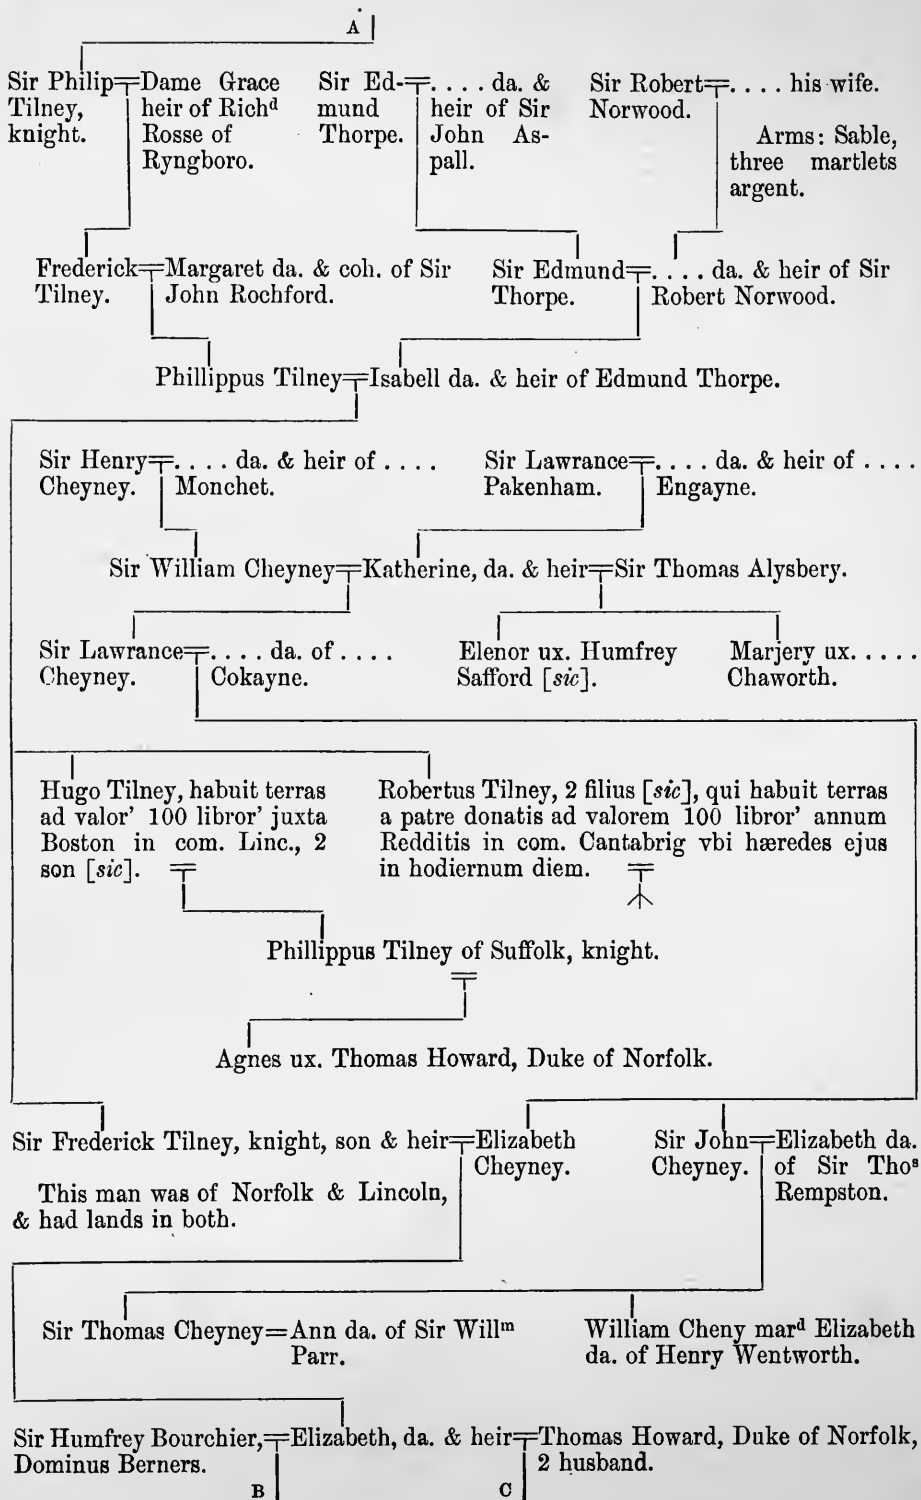 A
Sir Philip=Dame Grace
Tilney, heir of Richd
knight. Rosse of
Ryngboro.
Sir Ed-=. . . . da. &
mund heir of Sir
Thorpe. John As-
pall.
Sir Robert=. . . . his wife.
Norwood.
Arms: Sable,
three martlets
argent.
Frederick=Margaret da. & coh. of Sir
Tilney. John Rochford.
Sir Edmund=. . . . da. & heir of Sir
Thorpe. Robert Norwood.
Phillippus Tilney=Isabell da. & heir of Edmund Thorpe.
Sir Henry=. . . . da. & heir of . . . .
Cheyney. Monchet.
Sir Lawrance=. . . . da. & heir of . . . .
Pakenham. Engayne.
Sir William Cheyney=Katherine, da. & heir=Sir Thomas Alysbery.
Sir Lawrance=. . . . da. of . . . .
Cheyney. Cokayne.
Elenor ux. Humfrey
Safford [sic].
Marjery ux. . . . .
Chaworth.
Hugo Tilney, habuit terras
ad valor' 100 libror' juxta
Boston in com. Linc., 2
son [sic].
Robertus Tilney, 2 filius [sic], qui habuit terras
a patre donatis ad valorem 100 libror' annum
Redditis in com. Cantabrig vbi hæredes ejus
in hodiernum diem.
Phillippus Tilney of Suffolk, knight.
Agnes ux. Thomas Howard, Duke of Norfolk.
Sir Frederick Tilney, knight, son & heir=Elizabeth
Cheyney.
This man was of Norfolk & Lincoln,
& had lands in both.
Sir John=Elizabeth da.
Cheyney. of Sir Thos
Rempston.
Sir Thomas Cheyney=Ann da. of Sir Willm
Parr.
William Cheny mard Elizabeth
da. of Henry Wentworth.
Sir Humfrey Bourchier,=Elizabeth, da. & heir=Thomas Howard, Duke of Norfolk,
Dominus Berners. 2 husband.
B C